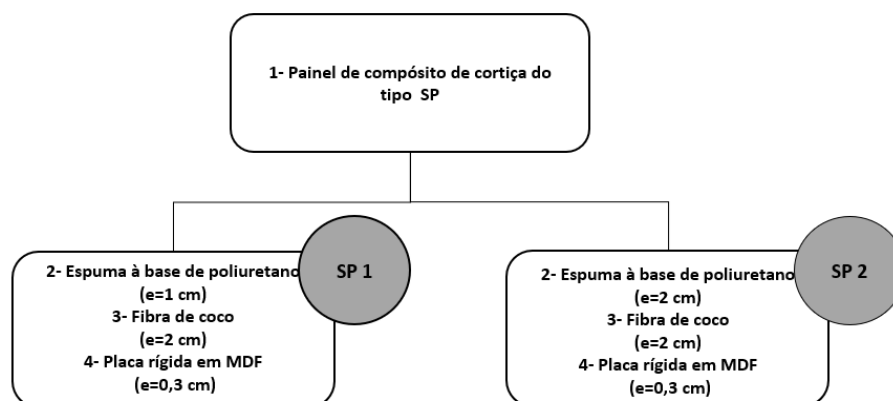 1- Painel de compósito de cortiça do
tipo SP
2- Espuma à base de poliuretano
(e=1 cm)
3- Fibra de coco
(e=2 cm)
4- Placa rígida em MDF
(e=0,3 cm)
SP 1
2- Espuma à base de poliuretano
(e=2 cm)
3- Fibra de coco
(e=2 cm)
4- Placa rígida em MDF
(e=0,3 cm)
SP 2